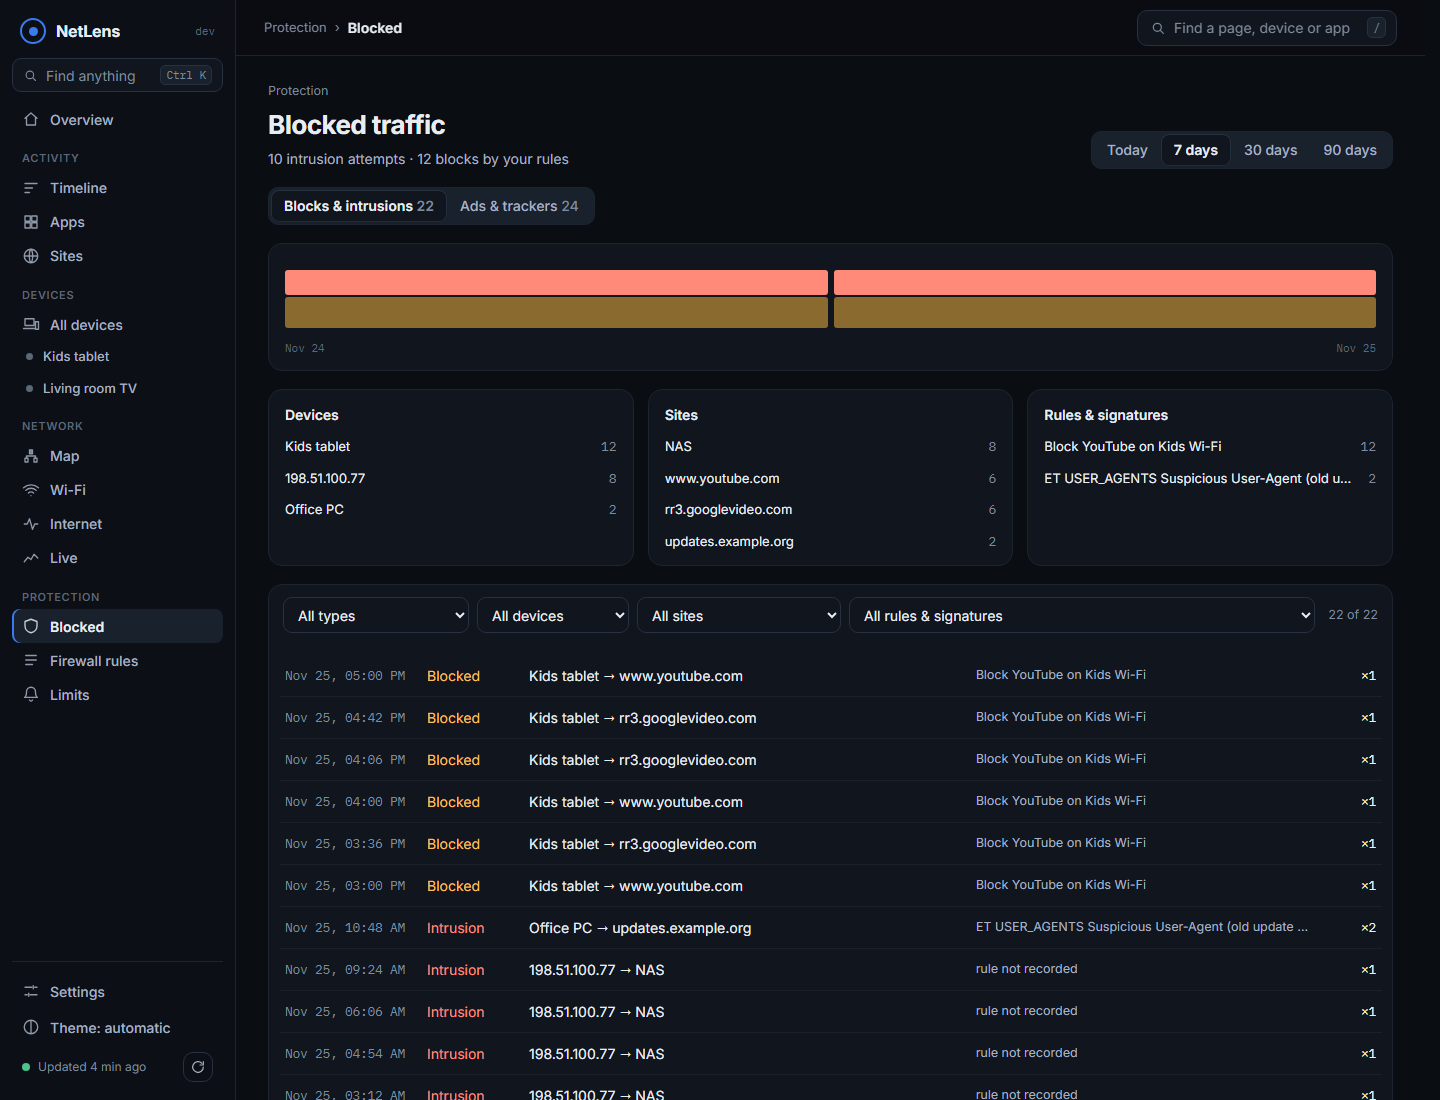 NetLens
dev
Find anything
Ctrl K
Overview
ACTIVITY
Timeline
Apps
Sites
DEVICES
All devices
Kids tablet
Living room TV
NETWORK
Map
Wi-Fi
Internet
Live
PROTECTION
Blocked
Firewall rules
Limits
Settings
Theme: automatic
Updated 4 min ago
Protection › Blocked
Find a page, device or app
/
Protection
Blocked traffic
10 intrusion attempts · 12 blocks by your rules
Today
7 days
30 days
90 days
Blocks & intrusions 22
Ads & trackers 24
Nov 24
Nov 25
Devices
Kids tablet 12
198.51.100.77 8
Office PC 2
Sites
NAS 8
www.youtube.com 6
rr3.googlevideo.com 6
updates.example.org 2
Rules & signatures
Block YouTube on Kids Wi-Fi 12
ET USER_AGENTS Suspicious User-Agent (old u... 2
All types
All devices
All sites
All rules & signatures
22 of 22
Nov 25, 05:00 PM Blocked Kids tablet → www.youtube.com Block YouTube on Kids Wi-Fi ×1
Nov 25, 04:42 PM Blocked Kids tablet → rr3.googlevideo.com Block YouTube on Kids Wi-Fi ×1
Nov 25, 04:06 PM Blocked Kids tablet → rr3.googlevideo.com Block YouTube on Kids Wi-Fi ×1
Nov 25, 04:00 PM Blocked Kids tablet → www.youtube.com Block YouTube on Kids Wi-Fi ×1
Nov 25, 03:36 PM Blocked Kids tablet → rr3.googlevideo.com Block YouTube on Kids Wi-Fi ×1
Nov 25, 03:00 PM Blocked Kids tablet → www.youtube.com Block YouTube on Kids Wi-Fi ×1
Nov 25, 10:48 AM Intrusion Office PC → updates.example.org ET USER_AGENTS Suspicious User-Agent (old update ... ×2
Nov 25, 09:24 AM Intrusion 198.51.100.77 → NAS rule not recorded ×1
Nov 25, 06:06 AM Intrusion 198.51.100.77 → NAS rule not recorded ×1
Nov 25, 04:54 AM Intrusion 198.51.100.77 → NAS rule not recorded ×1
Nov 25, 03:12 AM Intrusion 198.51.100.77 → NAS rule not recorded ×1